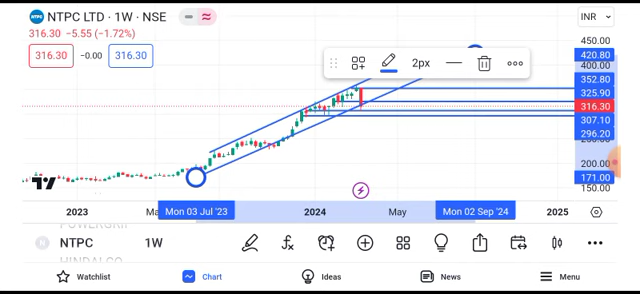 NTPC
NTPC LTD · 1W · NSE
INR
316.30 −5.55 (−1.72%)
316.30
−0.00
316.30
2px
450.00
420.80
400.00
352.80
325.90
316.30
307.10
296.20
200.00
171.00
150.00
2023
Mon 03 Jul '23
2024
May
Mon 02 Sep '24
2025
N
NTPC
1W
HINDALCO
Watchlist
Chart
Ideas
News
Menu